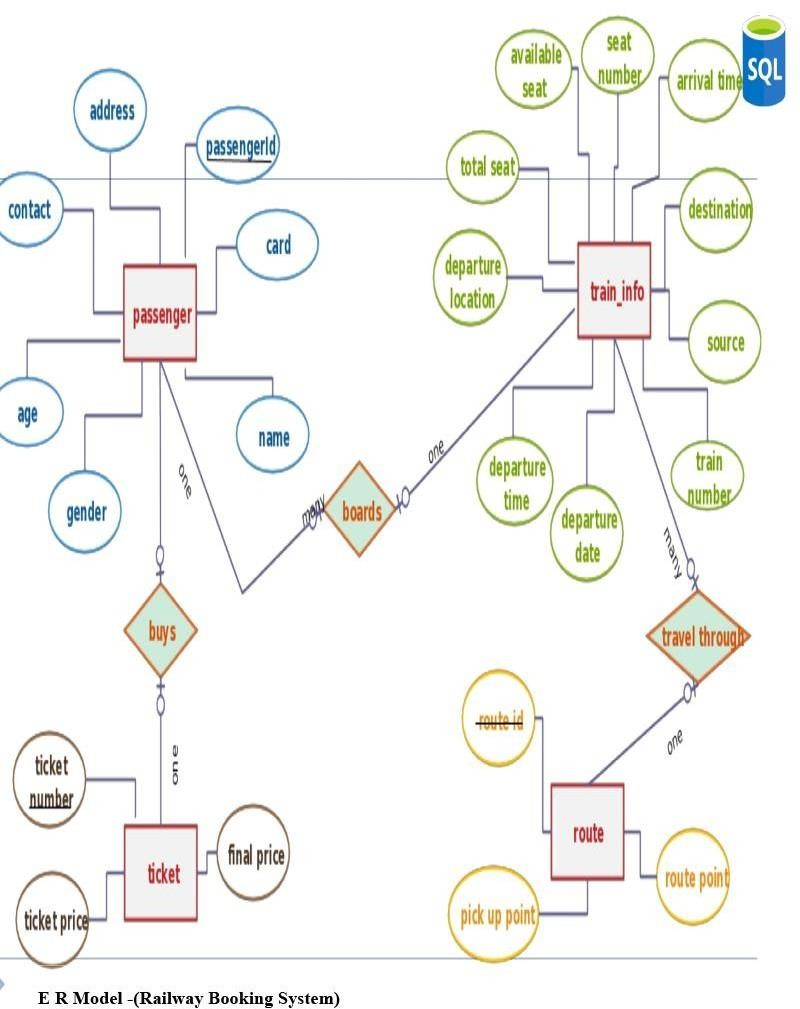 available
seat
seat
number
arrival time
SQL
address
passengerId
total seat
contact
destination
card
departure
location
passenger
train_info
source
age
name
one
one
gender
departure
time
train
number
many
boards
departure
date
many
buys
travel through
route id
one
one
ticket
number
route
final price
ticket
route point
ticket price
pick up point
E R Model -(Railway Booking System)